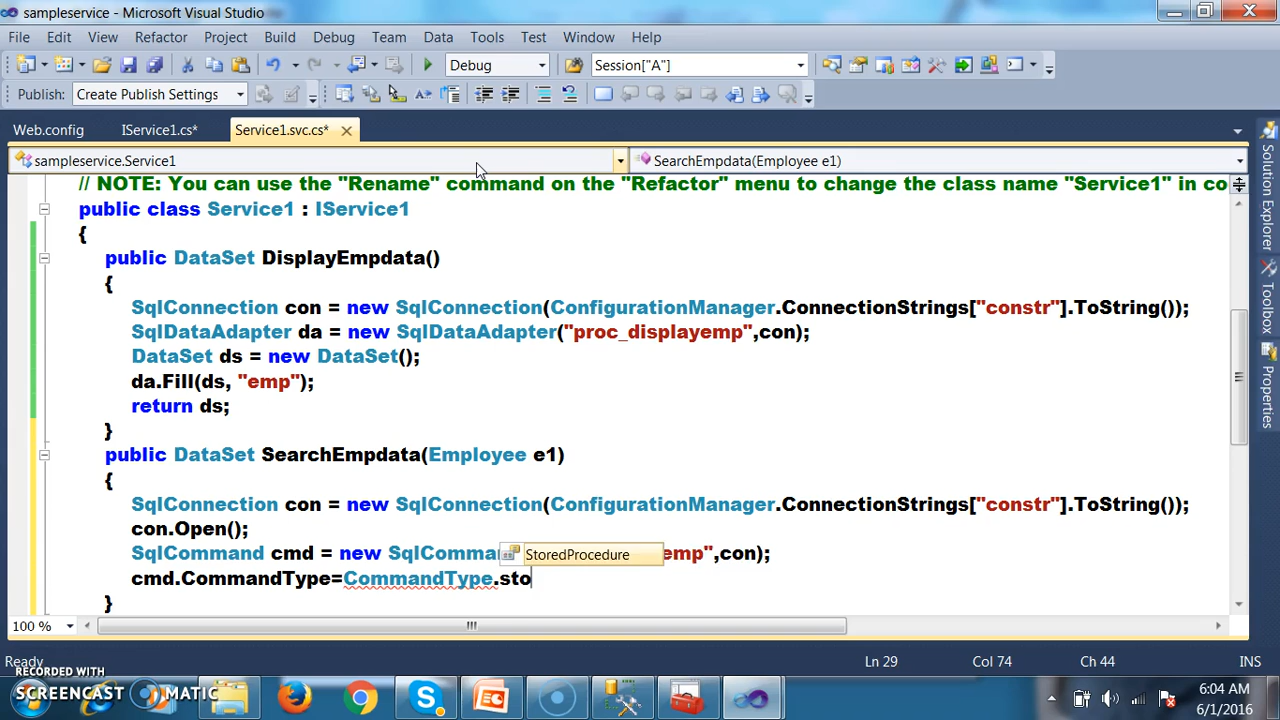 sampleservice - Microsoft Visual Studio
File Edit View Refactor Project Build Debug Team Data Tools Test Window Help
Debug Session["A"]
Publish: Create Publish Settings
Web.config IService1.cs* Service1.svc.cs*
sampleservice.Service1 SearchEmpdata(Employee e1)
// NOTE: You can use the "Rename" command on the "Refactor" menu to change the class name "Service1" in co
public class Service1 : IService1
{
public DataSet DisplayEmpdata()
{
SqlConnection con = new SqlConnection(ConfigurationManager.ConnectionStrings["constr"].ToString());
SqlDataAdapter da = new SqlDataAdapter("proc_displayemp",con);
DataSet ds = new DataSet();
da.Fill(ds, "emp");
return ds;
}
public DataSet SearchEmpdata(Employee e1)
{
SqlConnection con = new SqlConnection(ConfigurationManager.ConnectionStrings["constr"].ToString());
con.Open();
SqlCommand cmd = new SqlComma StoredProcedure emp",con);
cmd.CommandType=CommandType.sto
}
100 %
Ready Ln 29 Col 74 Ch 44 INS
RECORDED WITH
SCREENCAST MATIC
6:04 AM
6/1/2016
Solution Explorer
Toolbox
Properties